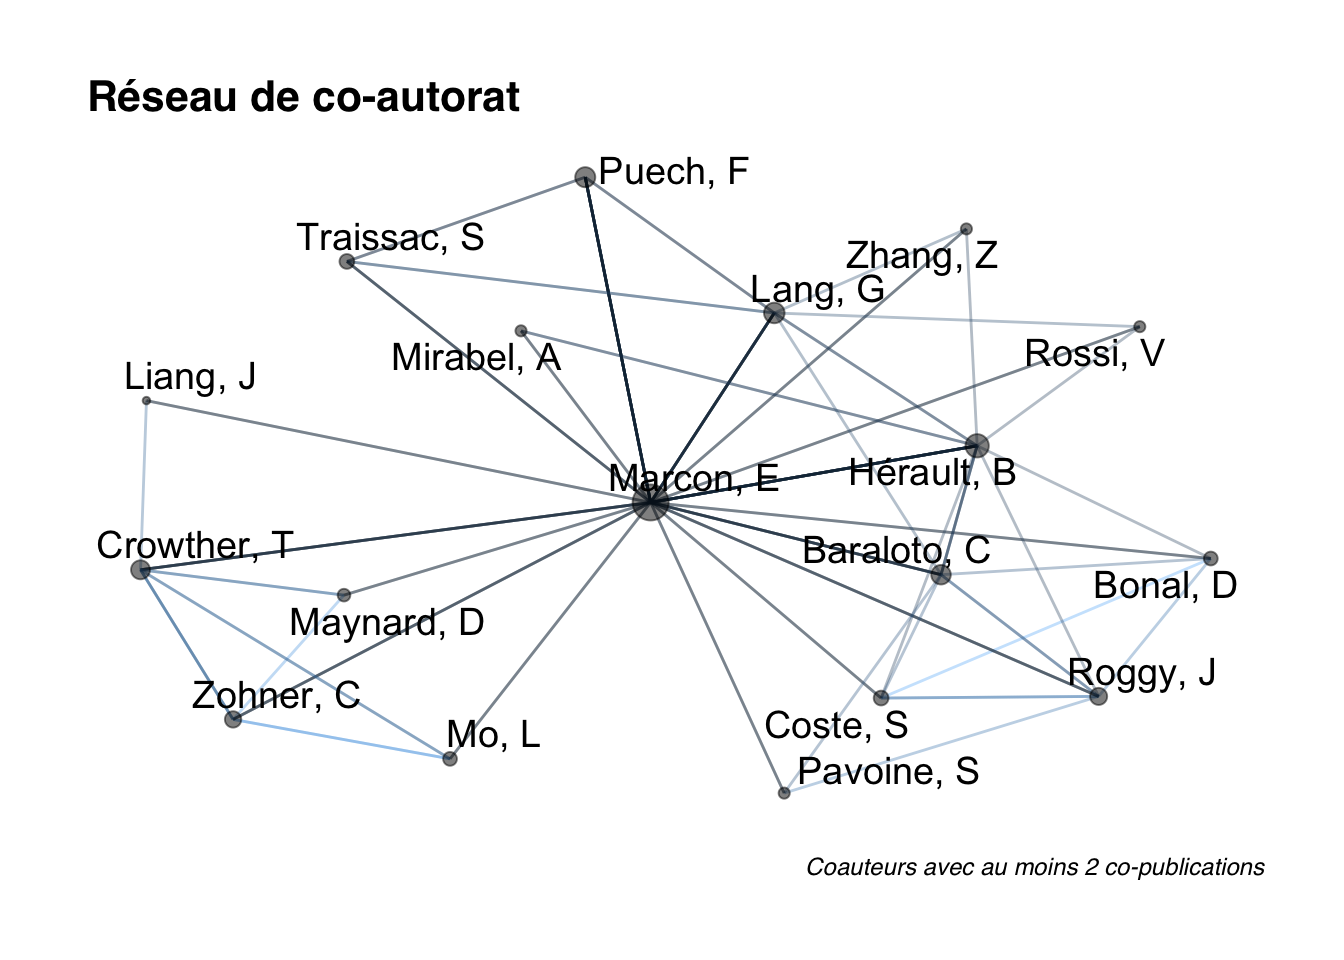 Réseau de co-autorat
Puech, F
Traissac, S
Zhang, Z
Lang, G
Mirabel, A
Rossi, V
Liang, J
Marcon, E
Hérault, B
Crowther, T
Baraloto, C
Bonal, D
Maynard, D
Roggy, J
Zohner, C
Coste, S
Mo, L
Pavoine, S
Coauteurs avec au moins 2 co-publications